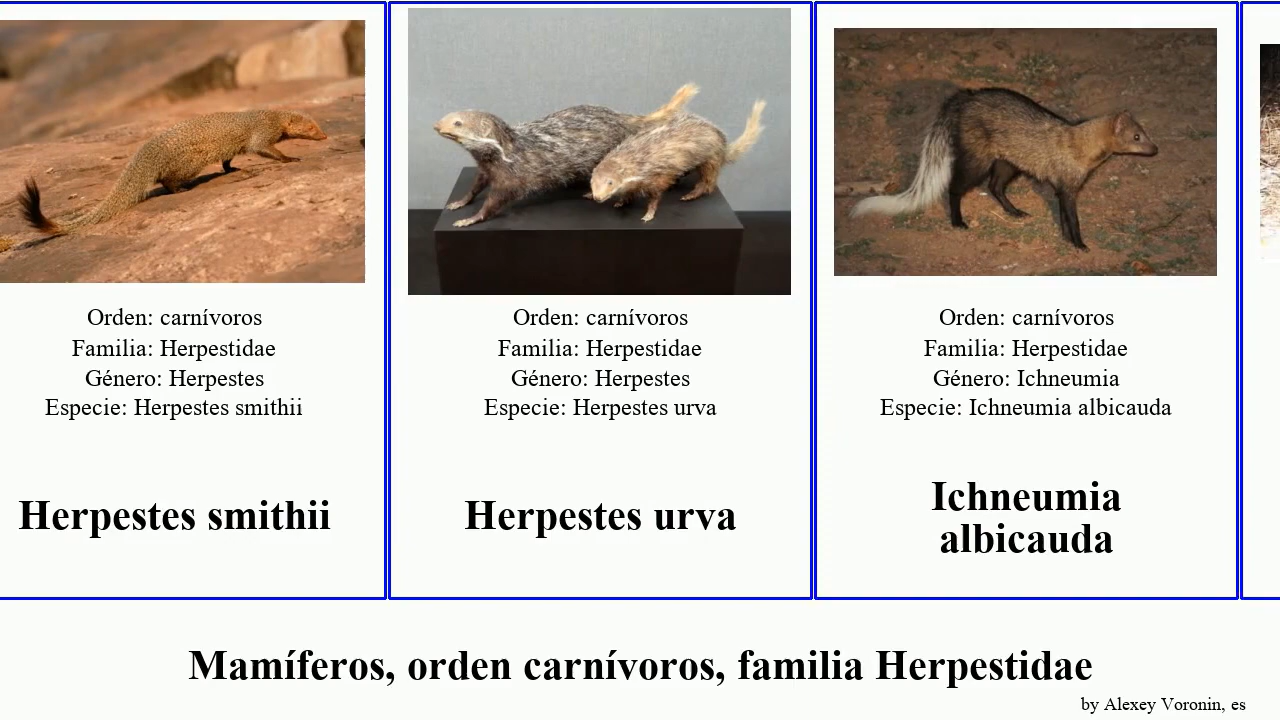 Orden: carnívoros
Familia: Herpestidae
Género: Herpestes
Especie: Herpestes smithii
Herpestes smithii
Orden: carnívoros
Familia: Herpestidae
Género: Herpestes
Especie: Herpestes urva
Herpestes urva
Orden: carnívoros
Familia: Herpestidae
Género: Ichneumia
Especie: Ichneumia albicauda
Ichneumia
albicauda
Mamíferos, orden carnívoros, familia Herpestidae
by Alexey Voronin, es